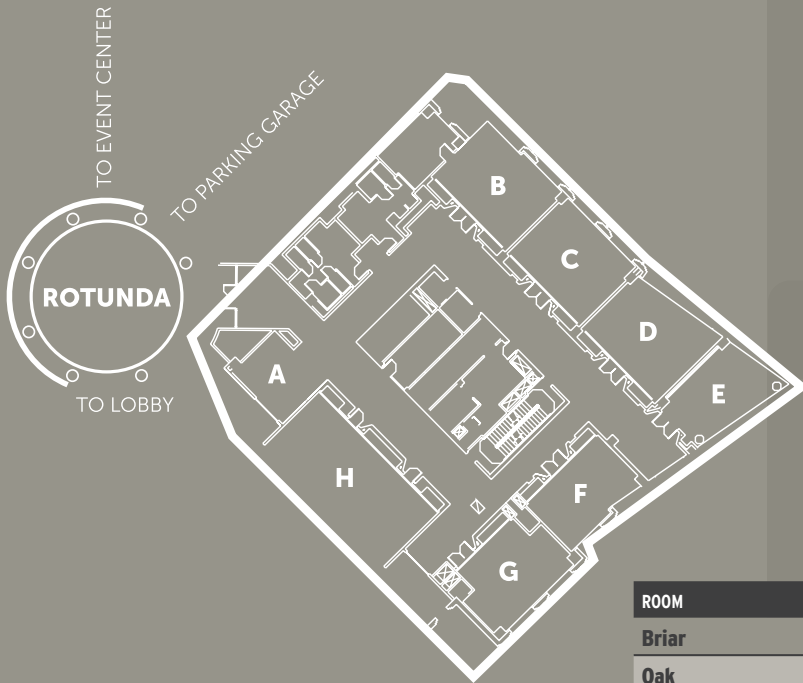 TO EVENT CENTER
TO PARKING GARAGE
ROTUNDA
TO LOBBY
A
B
C
D
E
F
G
H
ROOM
Briar
Oak